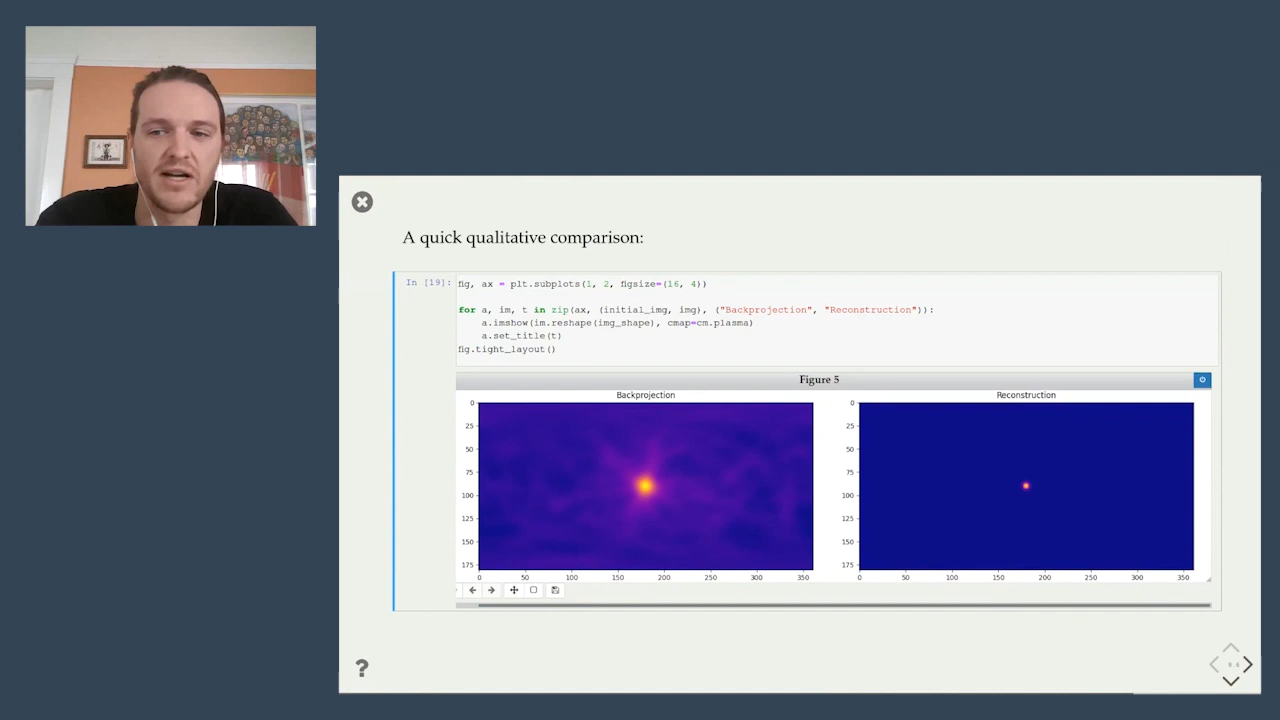 A quick qualitative comparison:
In [19]: fig, ax = plt.subplots(1, 2, figsize=(16, 4))
for a, im, t in zip(ax, (initial_img, img), ("Backprojection", "Reconstruction")):
a.imshow(im.reshape(img_shape), cmap=cm.plasma)
a.set_title(t)
fig.tight_layout()
Figure 5
Backprojection
0
25
50
75
100
125
150
175
0 50 100 150 200 250 300 350
Reconstruction
0
25
50
75
100
125
150
175
0 50 100 150 200 250 300 350
?